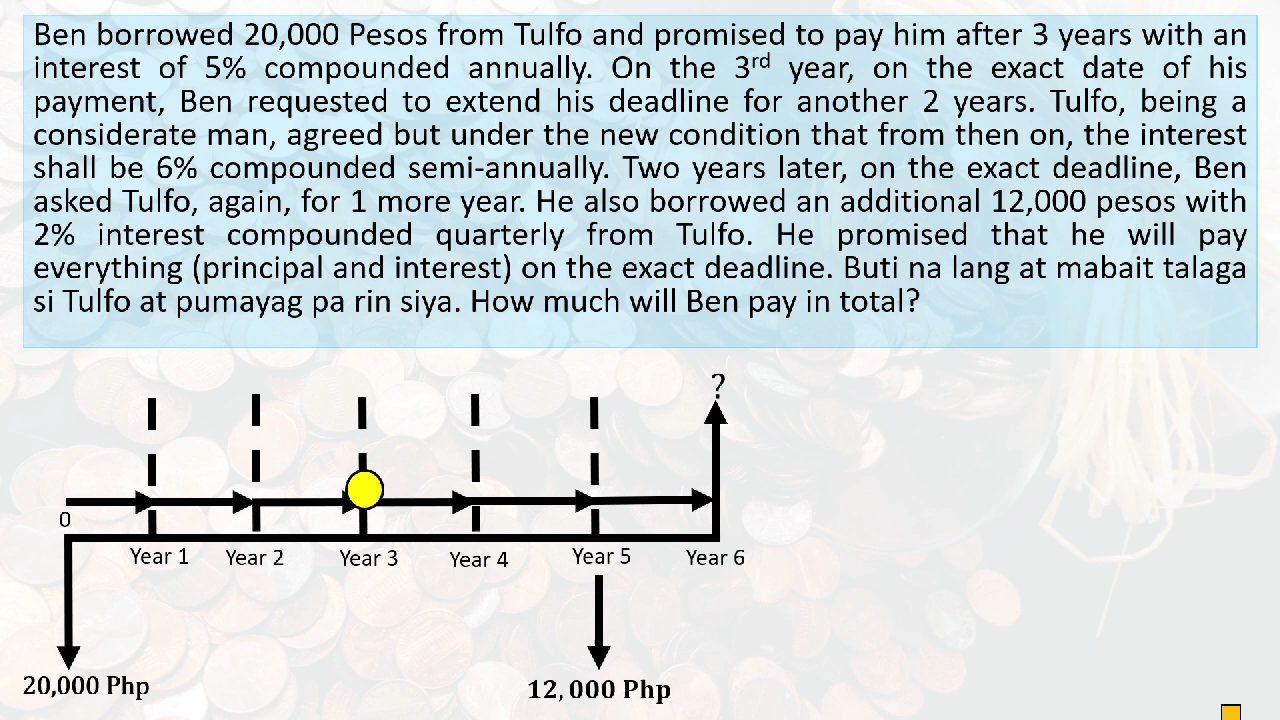 Ben borrowed 20,000 Pesos from Tulfo and promised to pay him after 3 years with an
interest of 5% compounded annually. On the 3rd year, on the exact date of his
payment, Ben requested to extend his deadline for another 2 years. Tulfo, being a
considerate man, agreed but under the new condition that from then on, the interest
shall be 6% compounded semi-annually. Two years later, on the exact deadline, Ben
asked Tulfo, again, for 1 more year. He also borrowed an additional 12,000 pesos with
2% interest compounded quarterly from Tulfo. He promised that he will pay
everything (principal and interest) on the exact deadline. Buti na lang at mabait talaga
si Tulfo at pumayag pa rin siya. How much will Ben pay in total?
?
0
Year 1 Year 2 Year 3 Year 4 Year 5 Year 6
20,000 Php 12,000 Php